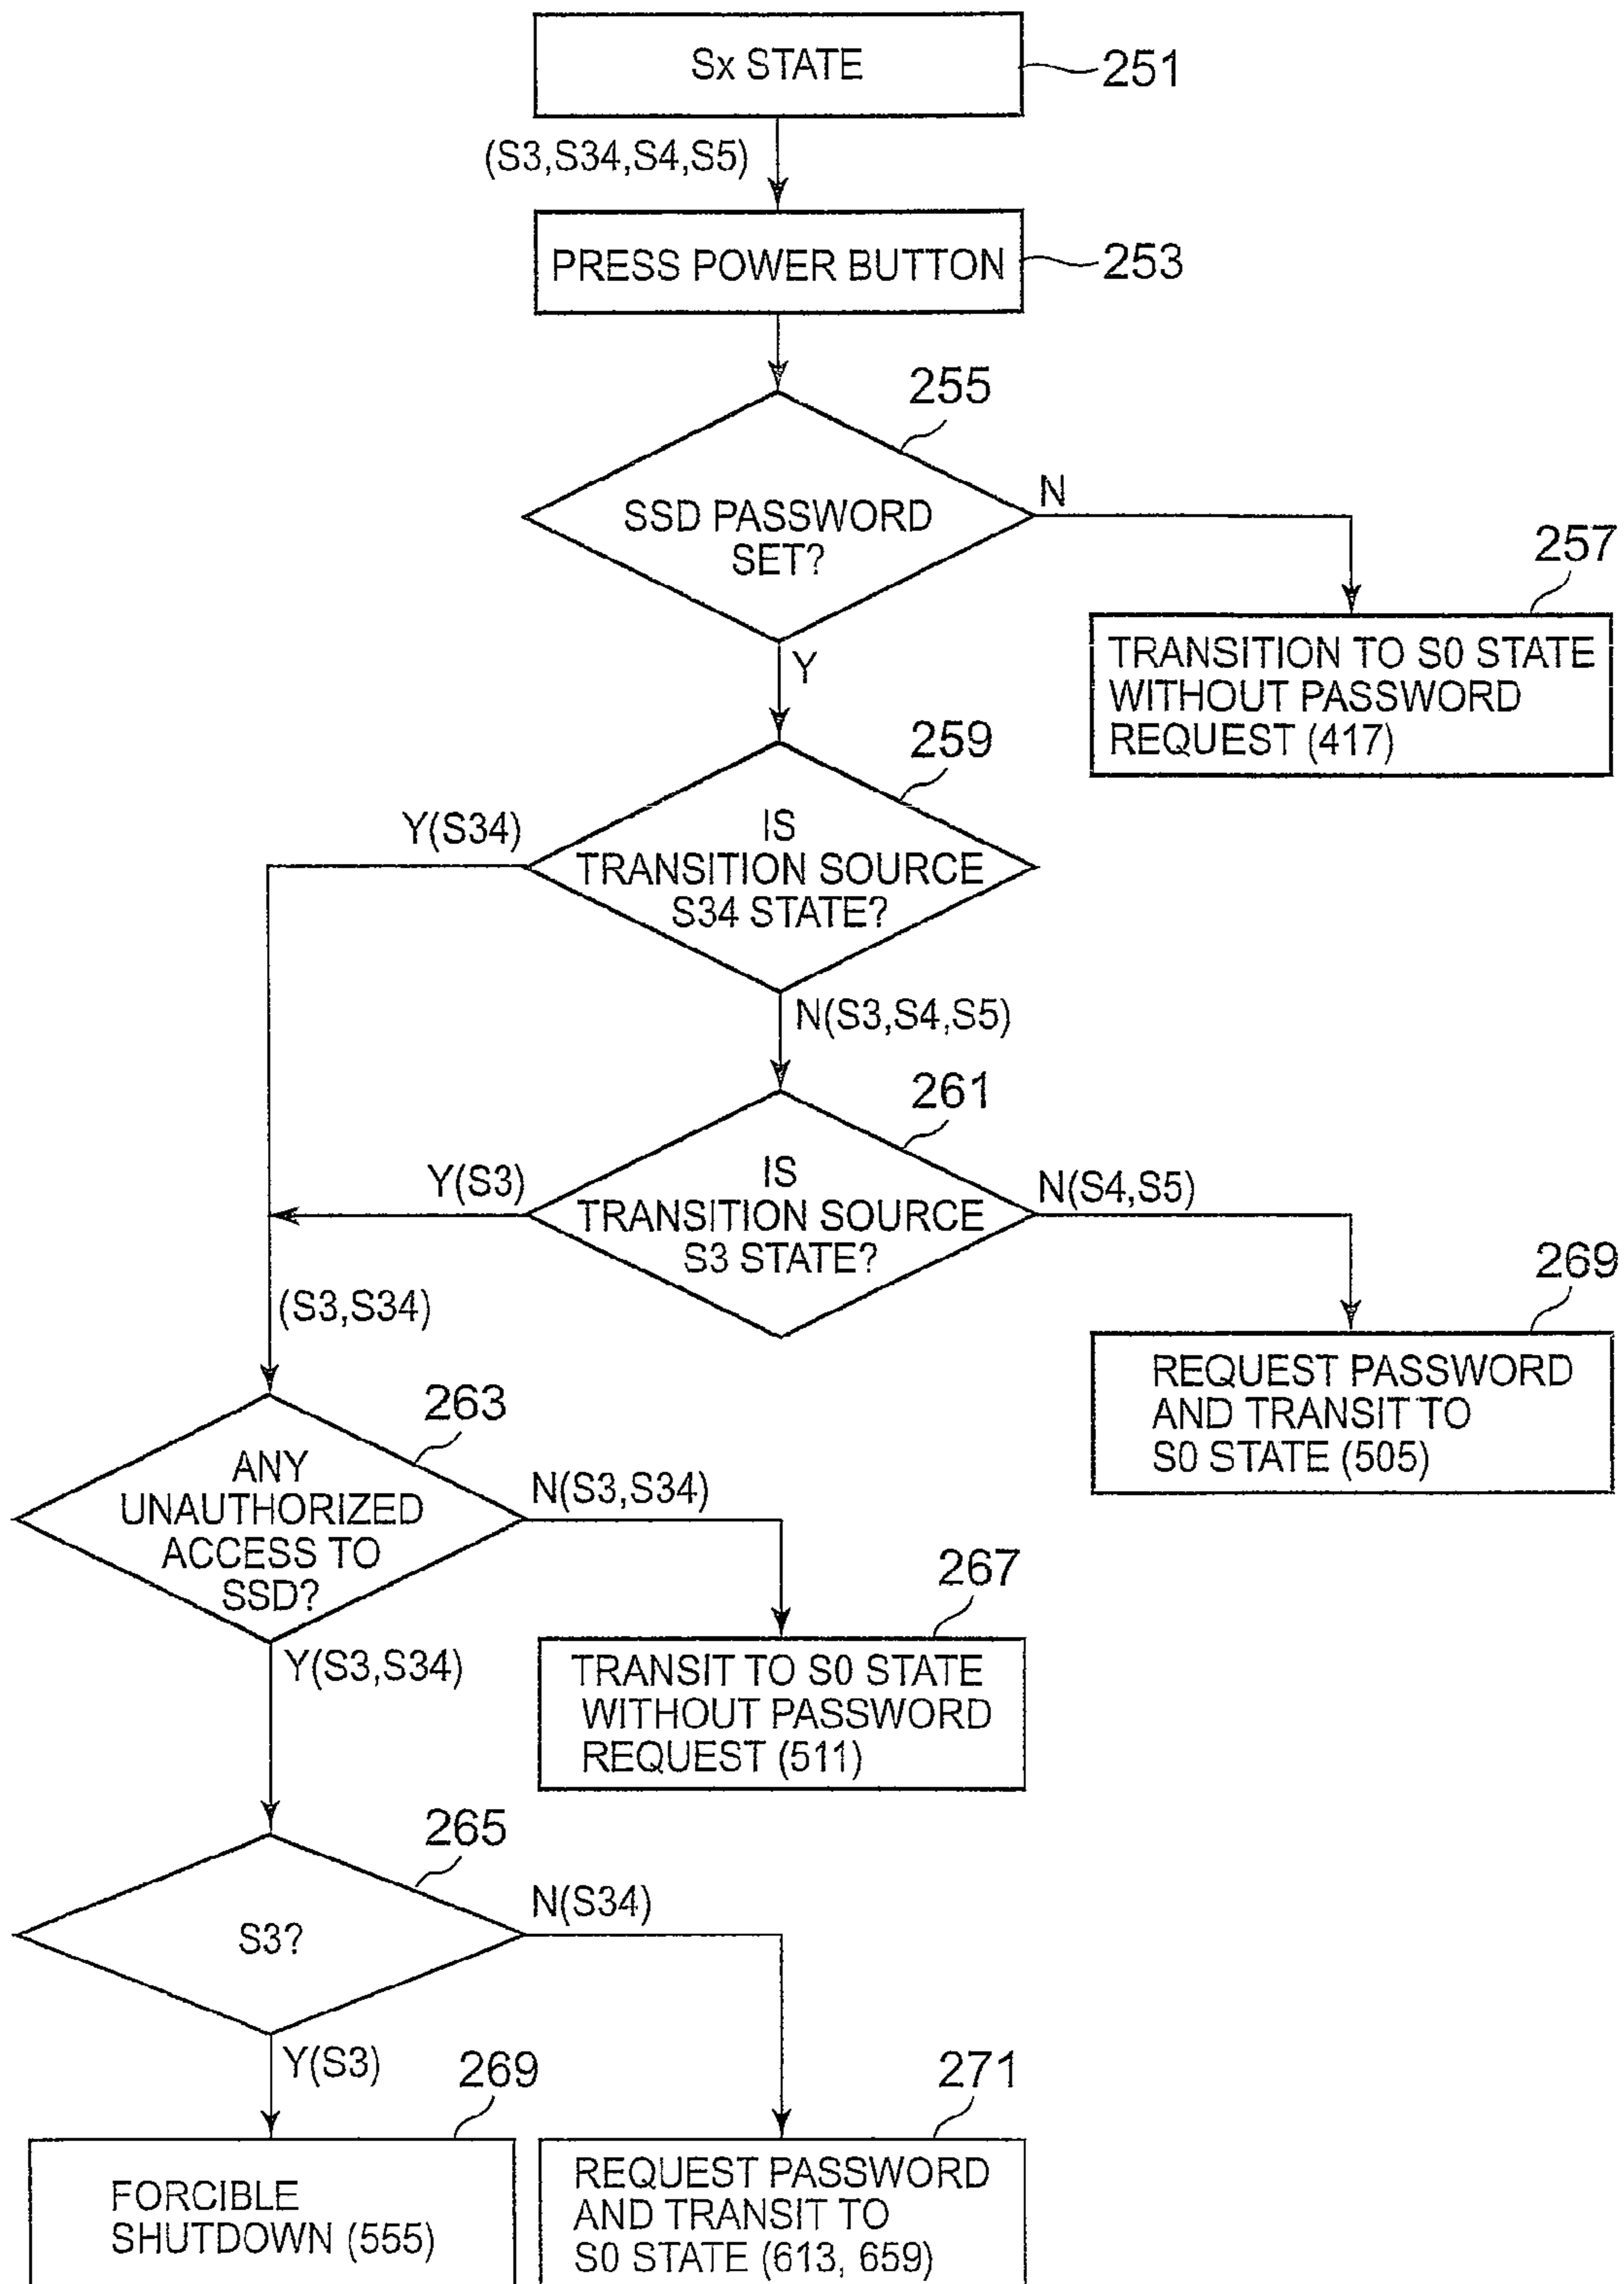 Sx STATE
251
(S3,S34,S4,S5)
PRESS POWER BUTTON
253
255
SSD PASSWORD
SET?
N
257
TRANSITION TO S0 STATE
WITHOUT PASSWORD
REQUEST (417)
Y
259
Y(S34)
IS
TRANSITION SOURCE
S34 STATE?
N(S3,S4,S5)
261
Y(S3)
IS
TRANSITION SOURCE
S3 STATE?
N(S4,S5)
269
REQUEST PASSWORD
AND TRANSIT TO
S0 STATE (505)
(S3,S34)
263
ANY
UNAUTHORIZED
ACCESS TO
SSD?
N(S3,S34)
267
TRANSIT TO S0 STATE
WITHOUT PASSWORD
REQUEST (511)
Y(S3,S34)
265
S3?
N(S34)
Y(S3)
269
FORCIBLE
SHUTDOWN (555)
271
REQUEST PASSWORD
AND TRANSIT TO
S0 STATE (613, 659)